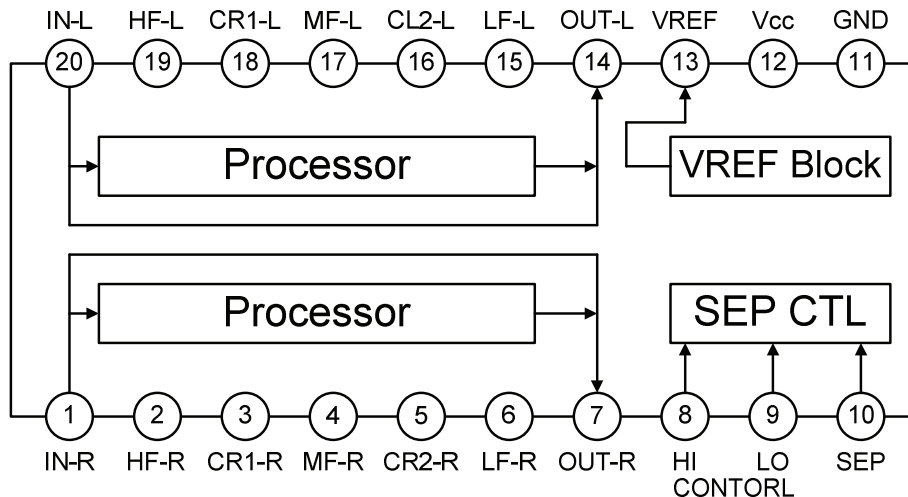 IN-L HF-L CR1-L MF-L CL2-L LF-L OUT-L VREF Vcc GND
20 19 18 17 16 15 14 13 12 11
Processor VREF Block
Processor SEP CTL
1 2 3 4 5 6 7 8 9 10
IN-R HF-R CR1-R MF-R CR2-R LF-R OUT-R HI LO SEP
CONTORL